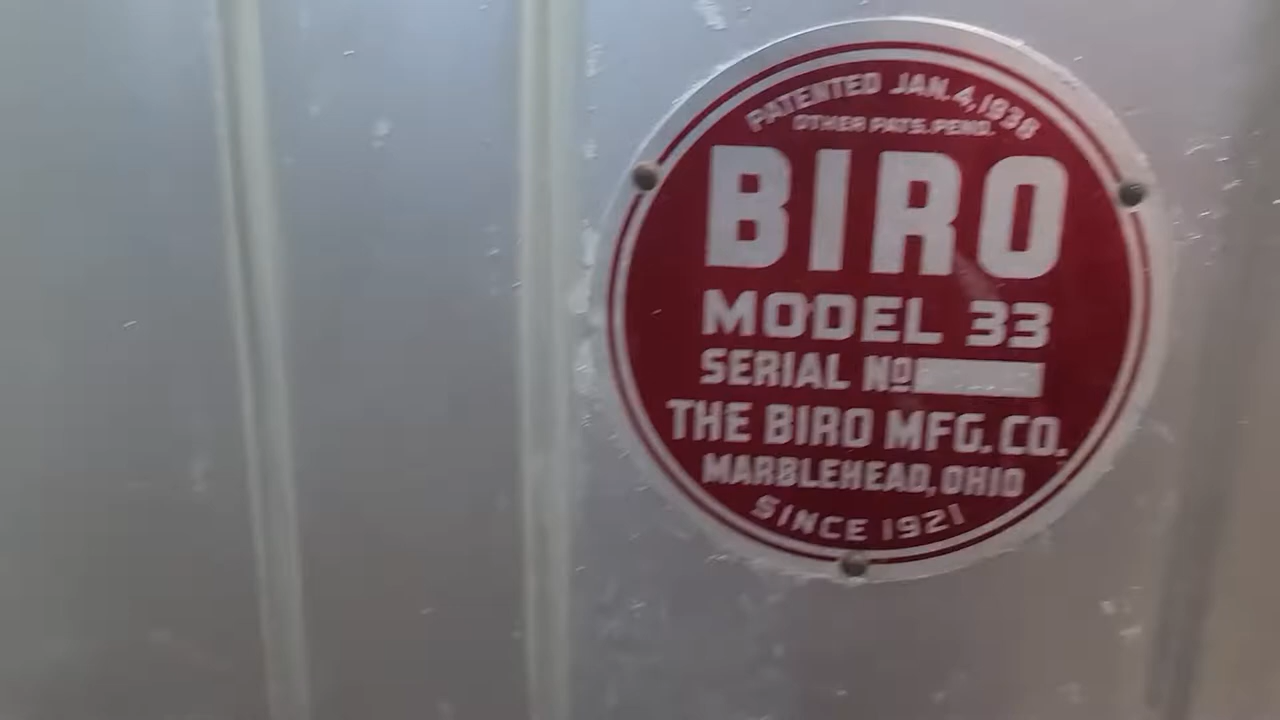 PATENTED JAN. 4, 1938
OTHER PATS. PEND.
BIRO
MODEL 33
SERIAL Nº
THE BIRO MFG. CO.
MARBLEHEAD, OHIO
SINCE 1921